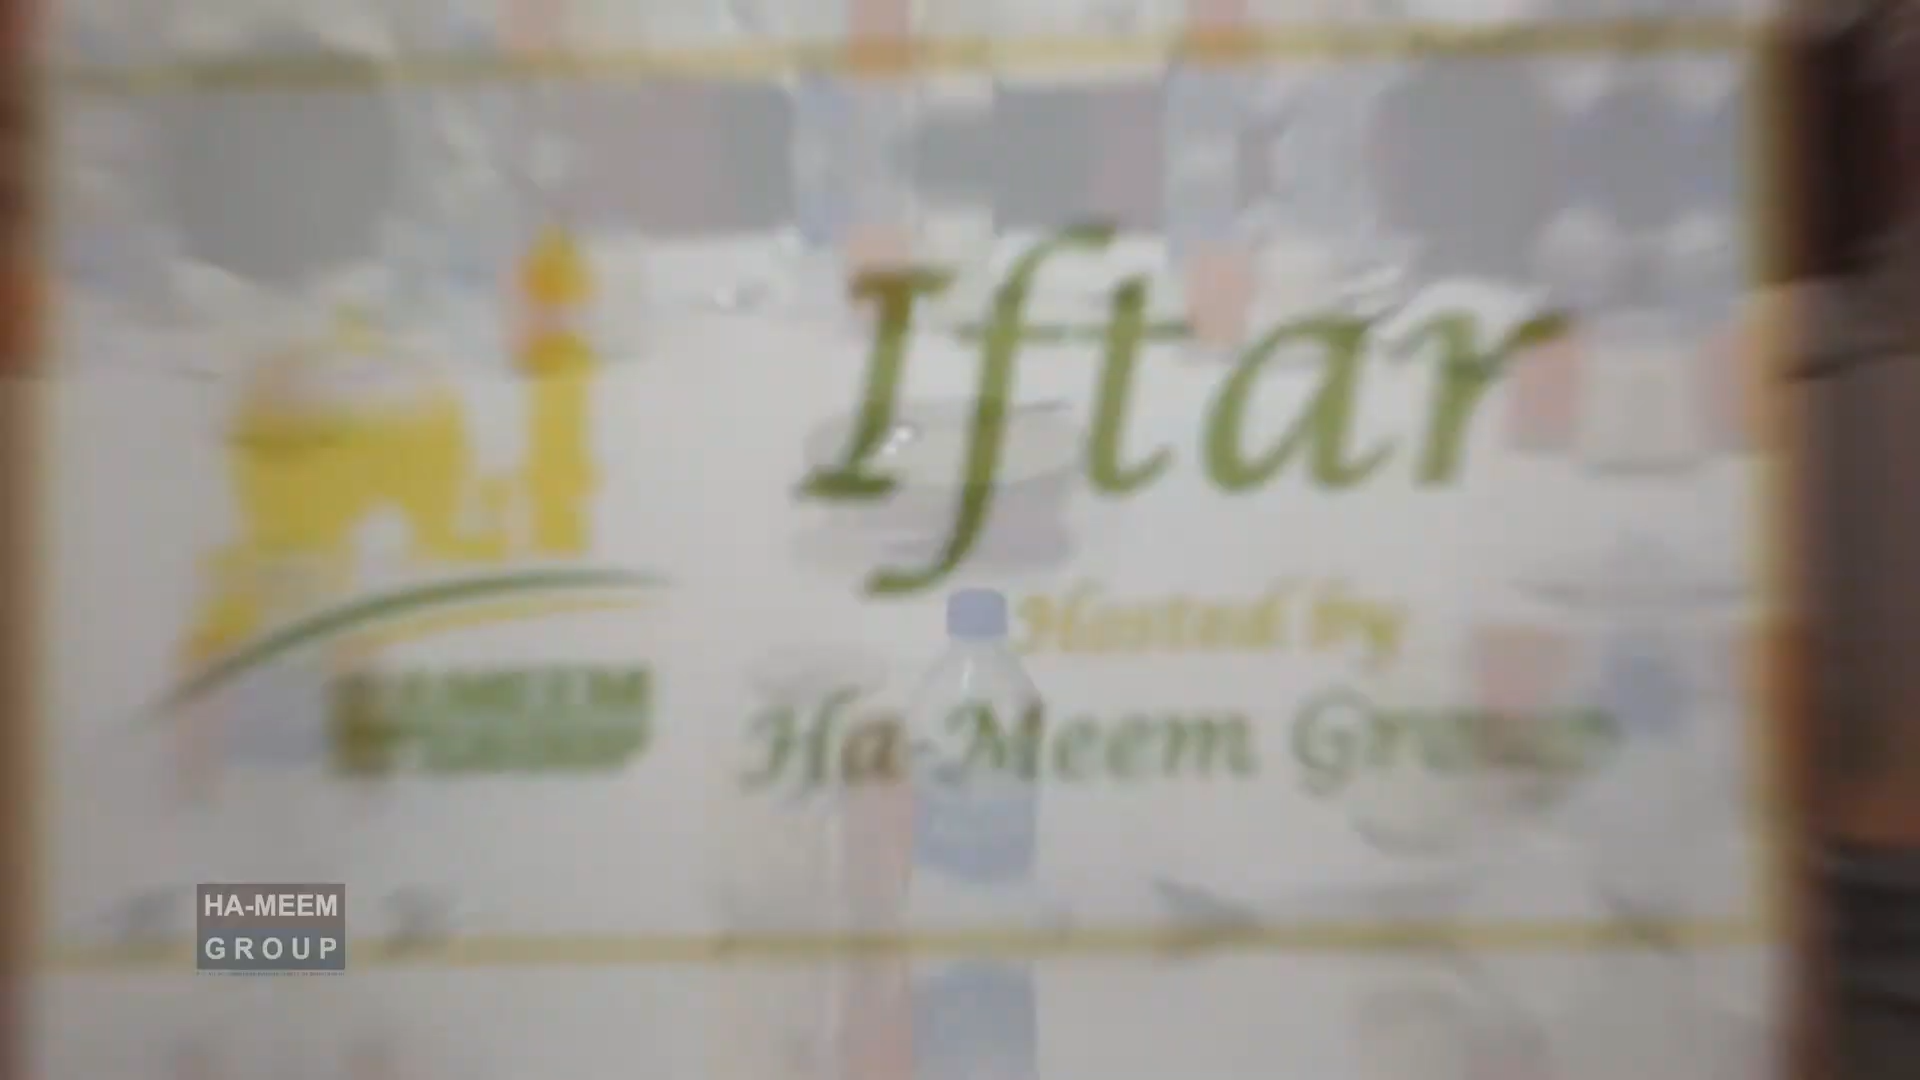 Iftar
Hosted by
Ha-Meem Group
HA-MEEM
GROUP